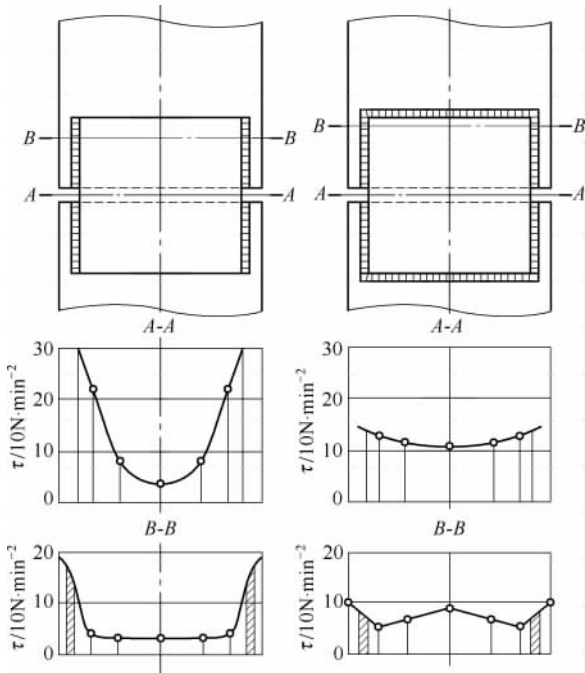 B B B B
A A A A
A-A A-A
30 30
20 20
10 10
0 0
τ/10N·min⁻² τ/10N·min⁻²
B-B B-B
20 20
10 10
0 0
τ/10N·min⁻² τ/10N·min⁻²